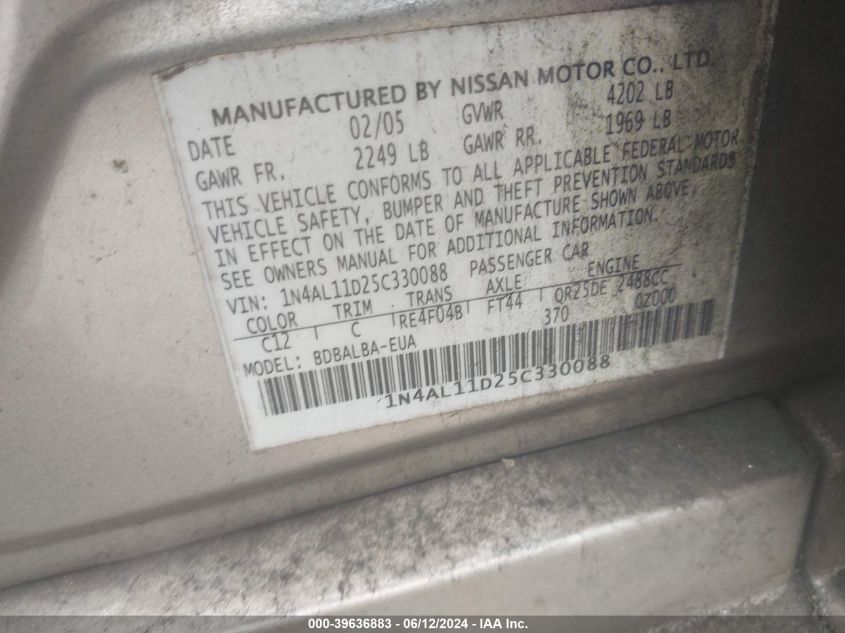 MANUFACTURED BY NISSAN MOTOR CO., LTD.
DATE 02/05 GVWR 4202 LB
GAWR FR. 2249 LB GAWR RR. 1969 LB
THIS VEHICLE CONFORMS TO ALL APPLICABLE FEDERAL MOTOR
VEHICLE SAFETY, BUMPER AND THEFT PREVENTION STANDARDS
IN EFFECT ON THE DATE OF MANUFACTURE SHOWN ABOVE.
SEE OWNERS MANUAL FOR ADDITIONAL INFORMATION.
VIN: 1N4AL11D25C330088 PASSENGER CAR
COLOR TRIM TRANS AXLE ENGINE
C12 C RE4F04B FT44 QR25DE 2488CC
MODEL: BDBALBA-EUA 370 0Z000
1N4AL11D25C330088
000-39636883 - 06/12/2024 - IAA Inc.